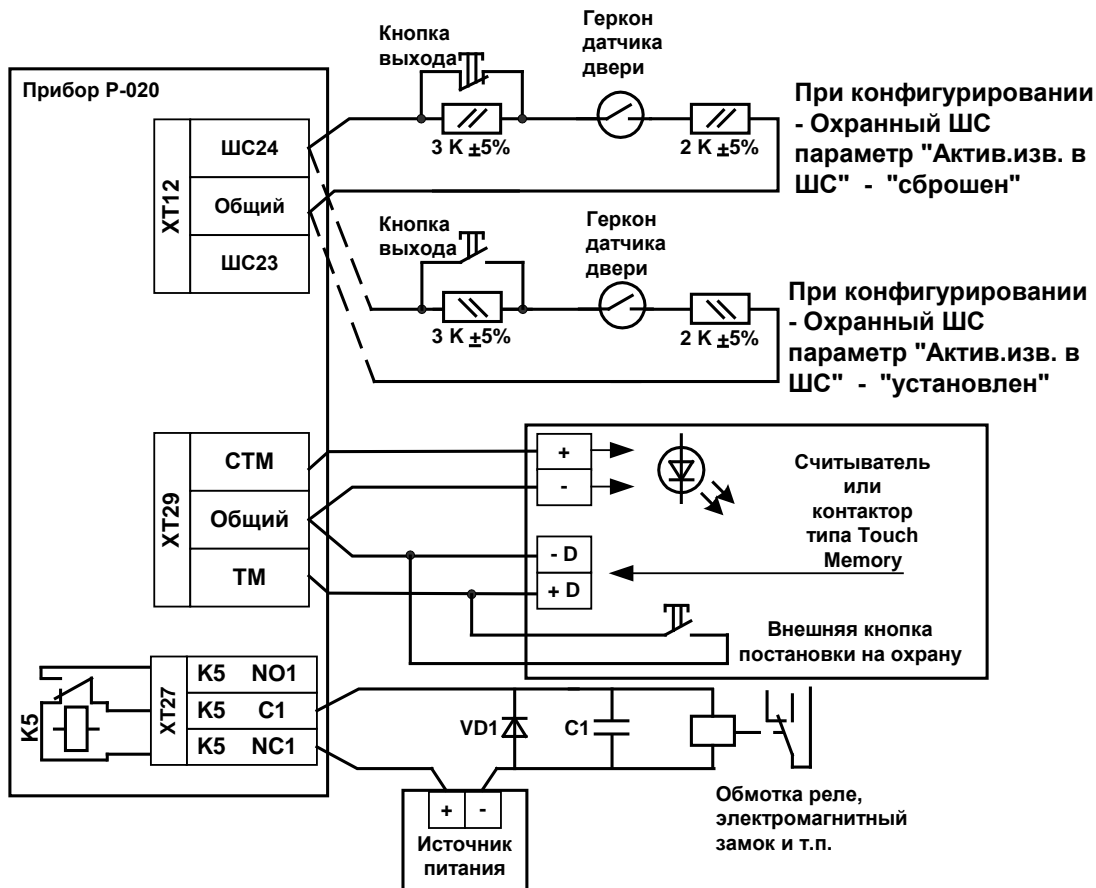 Кнопка
выхода
Геркон
датчика
двери
Прибор Р-020
ХТ12
ШС24
Общий
ШС23
3 К ±5%
2 К ±5%
При конфигурировании
- Охранный ШС
параметр "Актив.изв. в
ШС" - "сброшен"
Кнопка
выхода
Геркон
датчика
двери
3 К ±5%
2 К ±5%
При конфигурировании
- Охранный ШС
параметр "Актив.изв. в
ШС" - "установлен"
ХТ29
СТМ
Общий
ТМ
+
-
- D
+ D
Считыватель
или
контактор
типа Touch
Memory
Внешняя кнопка
постановки на охрану
К5
ХТ27
К5 NO1
К5 C1
К5 NC1
VD1
C1
+ -
Источник
питания
Обмотка реле,
электромагнитный
замок и т.п.